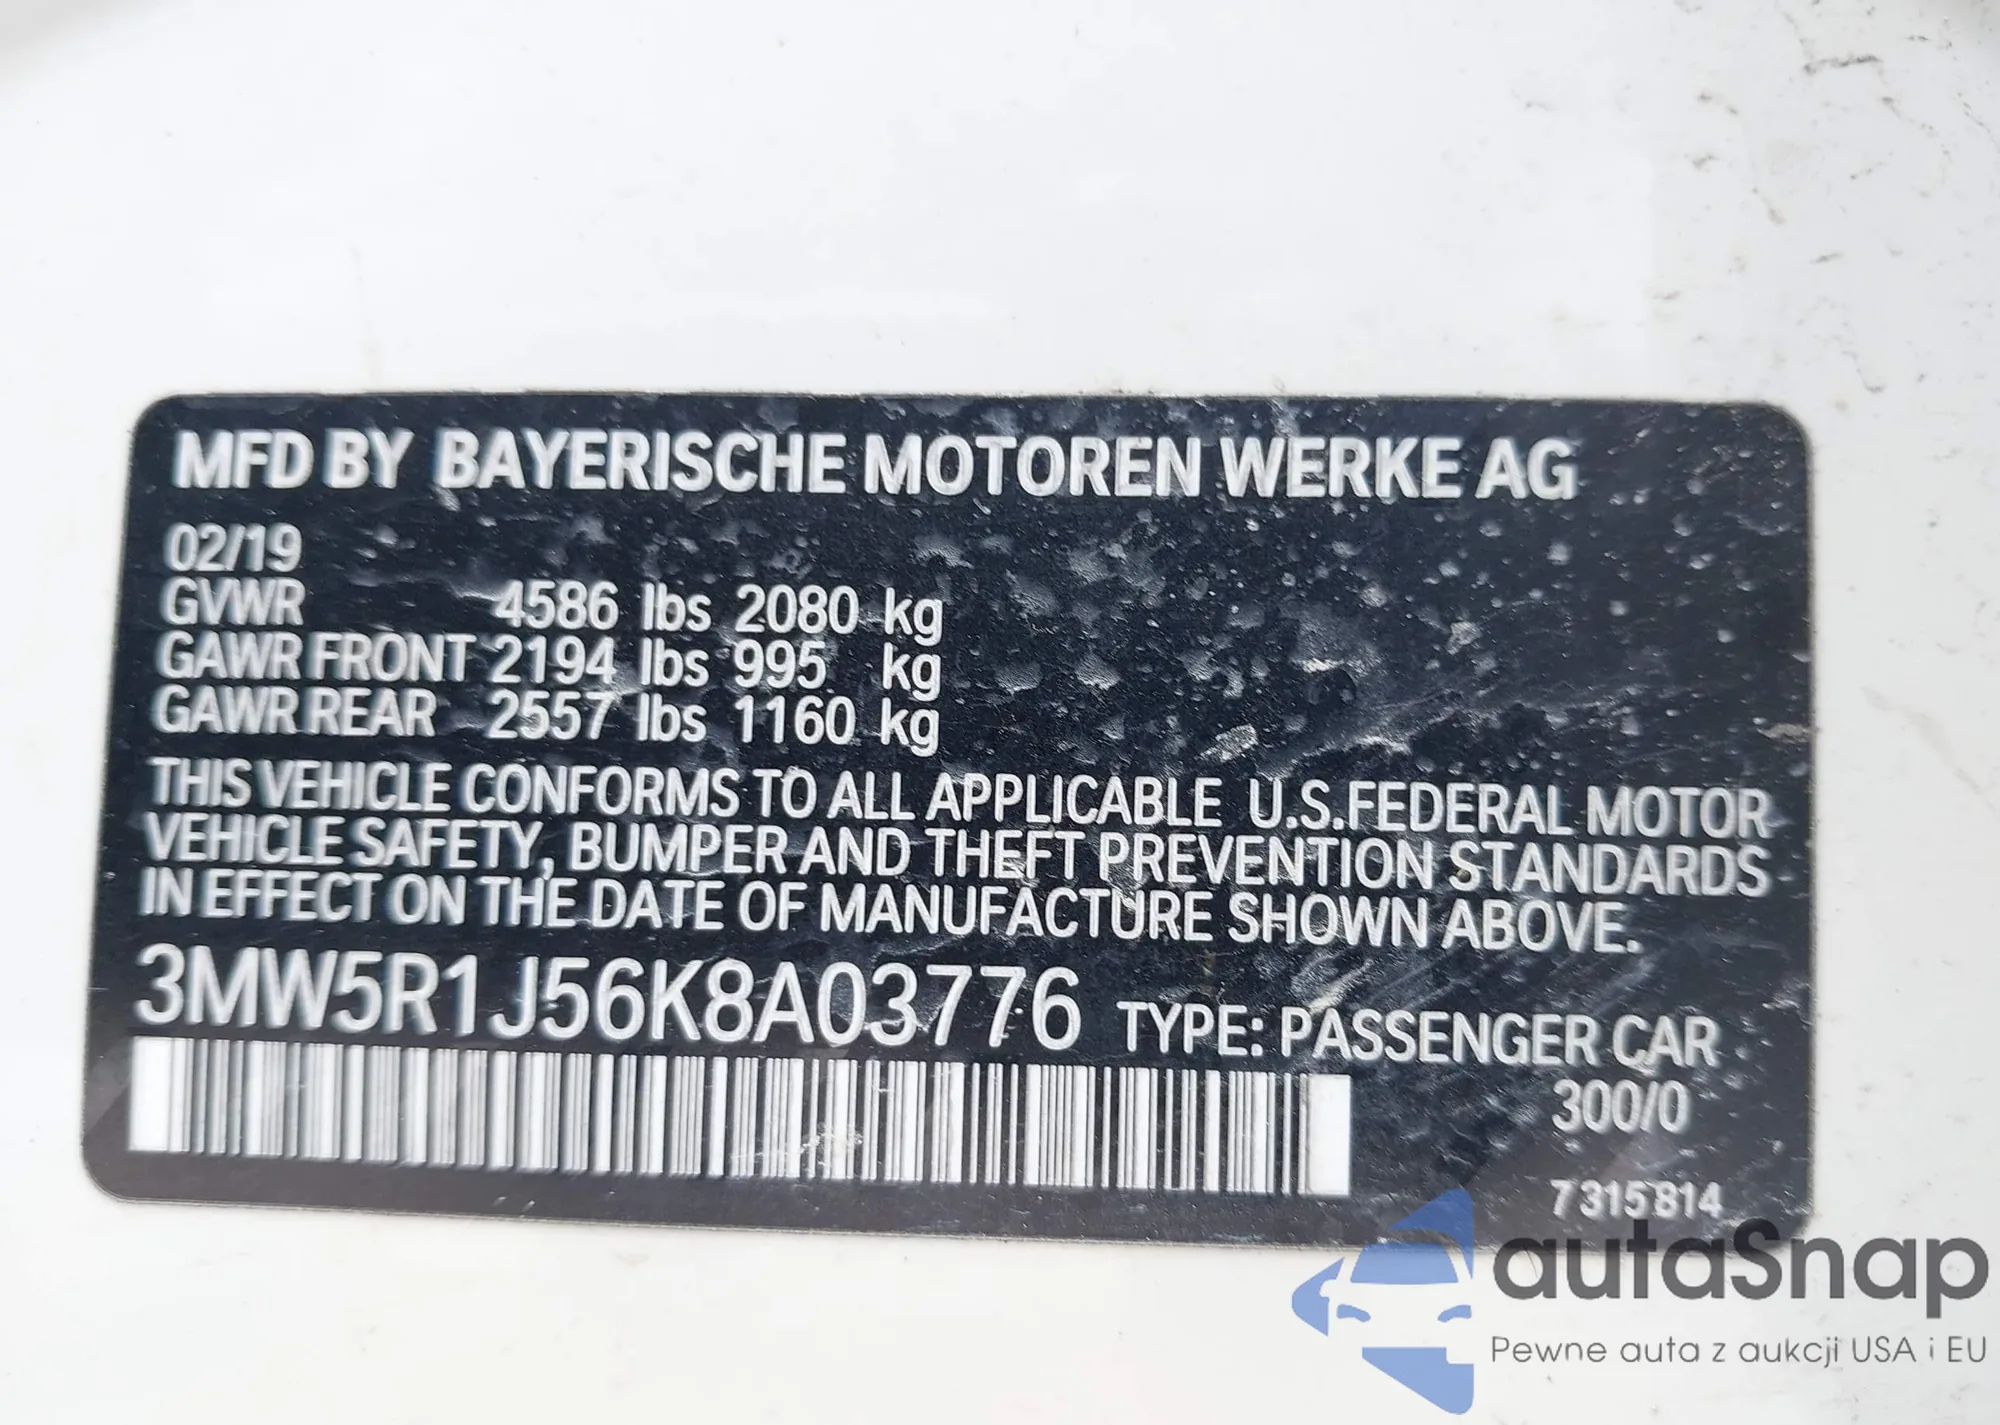 MFD BY BAYERISCHE MOTOREN WERKE AG
02/19
GVWR 4586 lbs 2080 kg
GAWR FRONT 2194 lbs 995 kg
GAWR REAR 2557 lbs 1160 kg
THIS VEHICLE CONFORMS TO ALL APPLICABLE U.S.FEDERAL MOTOR
VEHICLE SAFETY, BUMPER AND THEFT PREVENTION STANDARDS
IN EFFECT ON THE DATE OF MANUFACTURE SHOWN ABOVE.
3MW5R1J56K8A03776 TYPE: PASSENGER CAR
300/0
7315814
autaSnap
Pewne auta z aukcji USA i EU